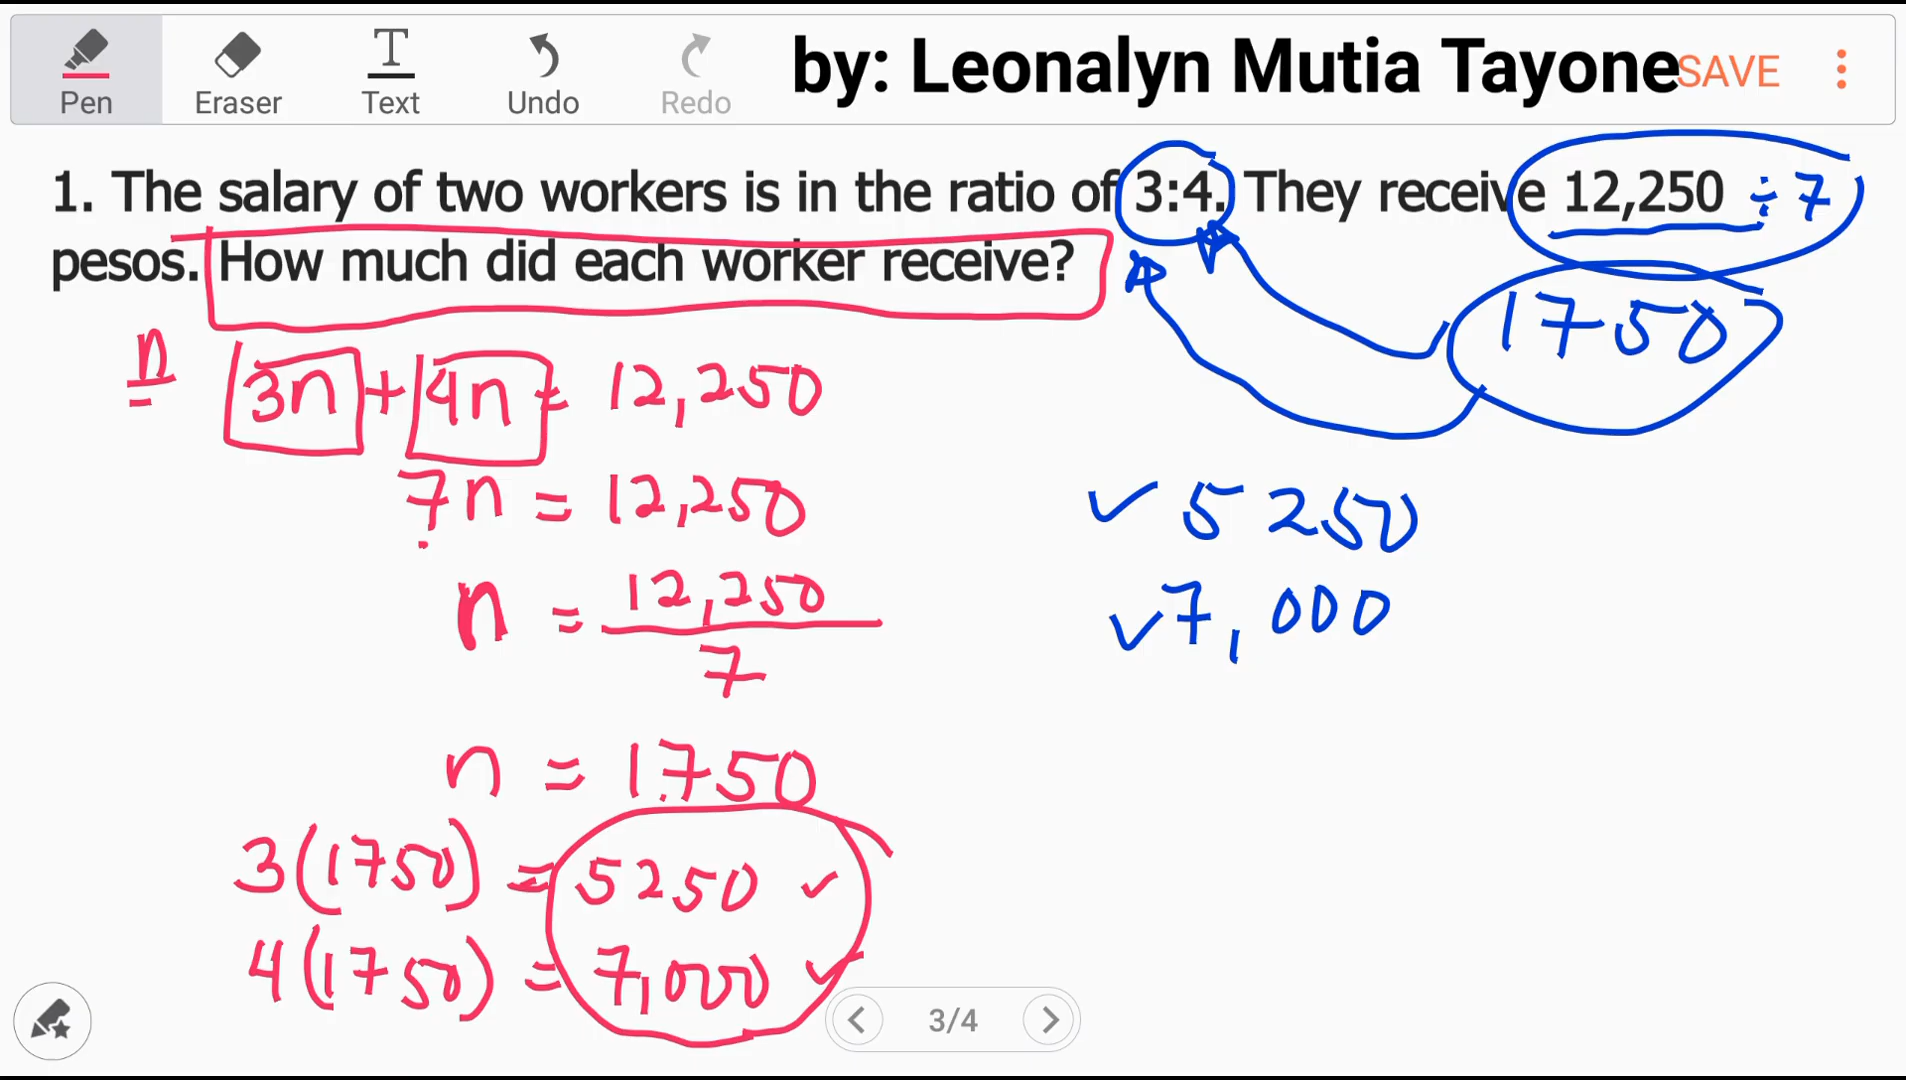 Pen Eraser Text Undo Redo by: Leonalyn Mutia Tayone SAVE
1. The salary of two workers is in the ratio of 3:4. They receive 12,250 ÷ 7
pesos. How much did each worker receive?
1750
n 3n + 4n = 12,250
7n = 12,250
n = 12,250
7
n = 1750
3(1750) = 5250 ✓
4(1750) = 7,000 ✓
✓ 5250
✓ 7,000
3/4